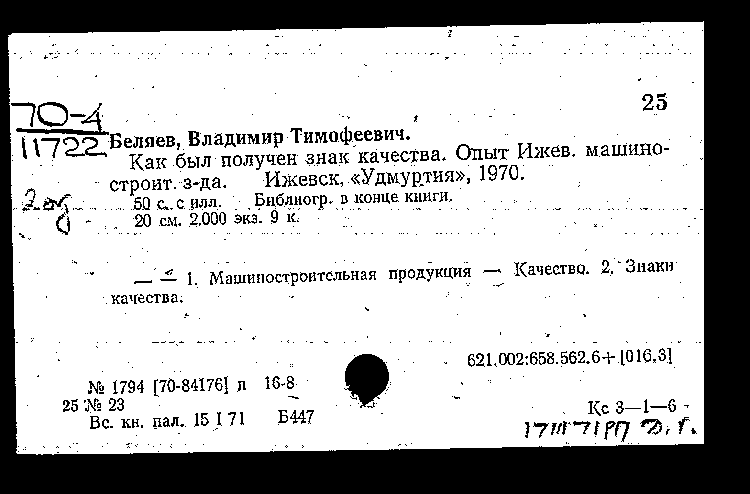 25
70-4
11722
Беляев, Владимир Тимофеевич.
Как был получен знак качества. Опыт Ижев. машино-
строит. з-да. Ижевск, «Удмуртия», 1970.
50 с. с илл. Библиогр. в конце книги.
20 см. 2,000 экз. 9 к.
— — 1. Машиностроительная продукция — Качество. 2. Знаки
качества.
621.002:658.562.6+[016.3]
№ 1794 [70-84176] п 16-8
25 № 23
Вс. кн. пал. 15 I 71 Б447
Кс 3—1—6